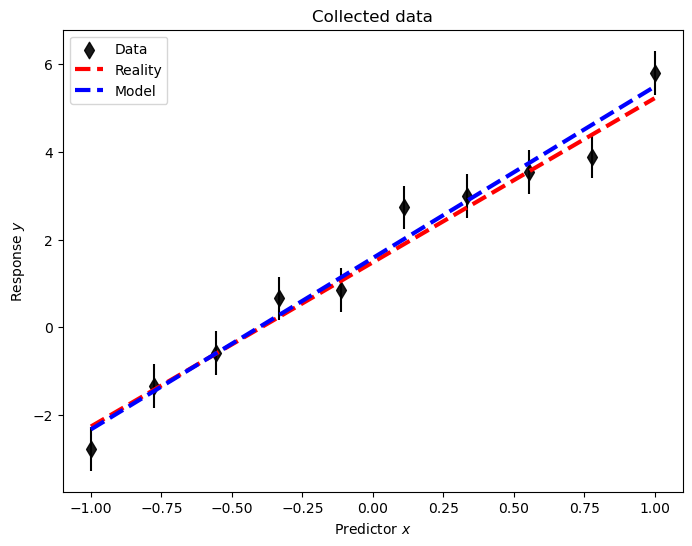 Collected data
Data
Reality
Model
6
4
2
0
−2
Response y
−1.00 −0.75 −0.50 −0.25 0.00 0.25 0.50 0.75 1.00
Predictor x